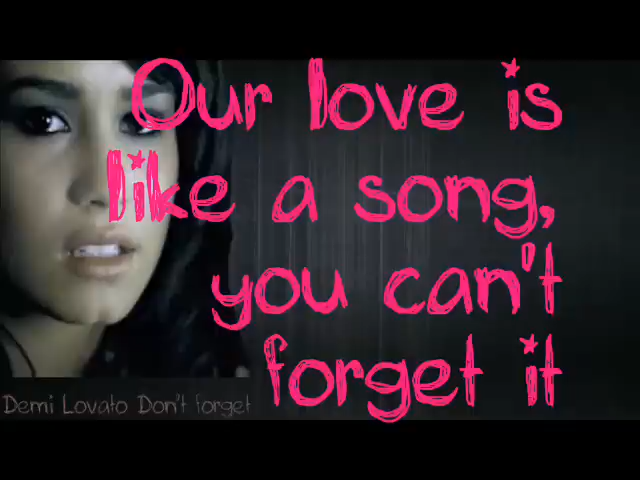 Our love is
like a song,
you can't
forget it
Demi Lovato Don't forget